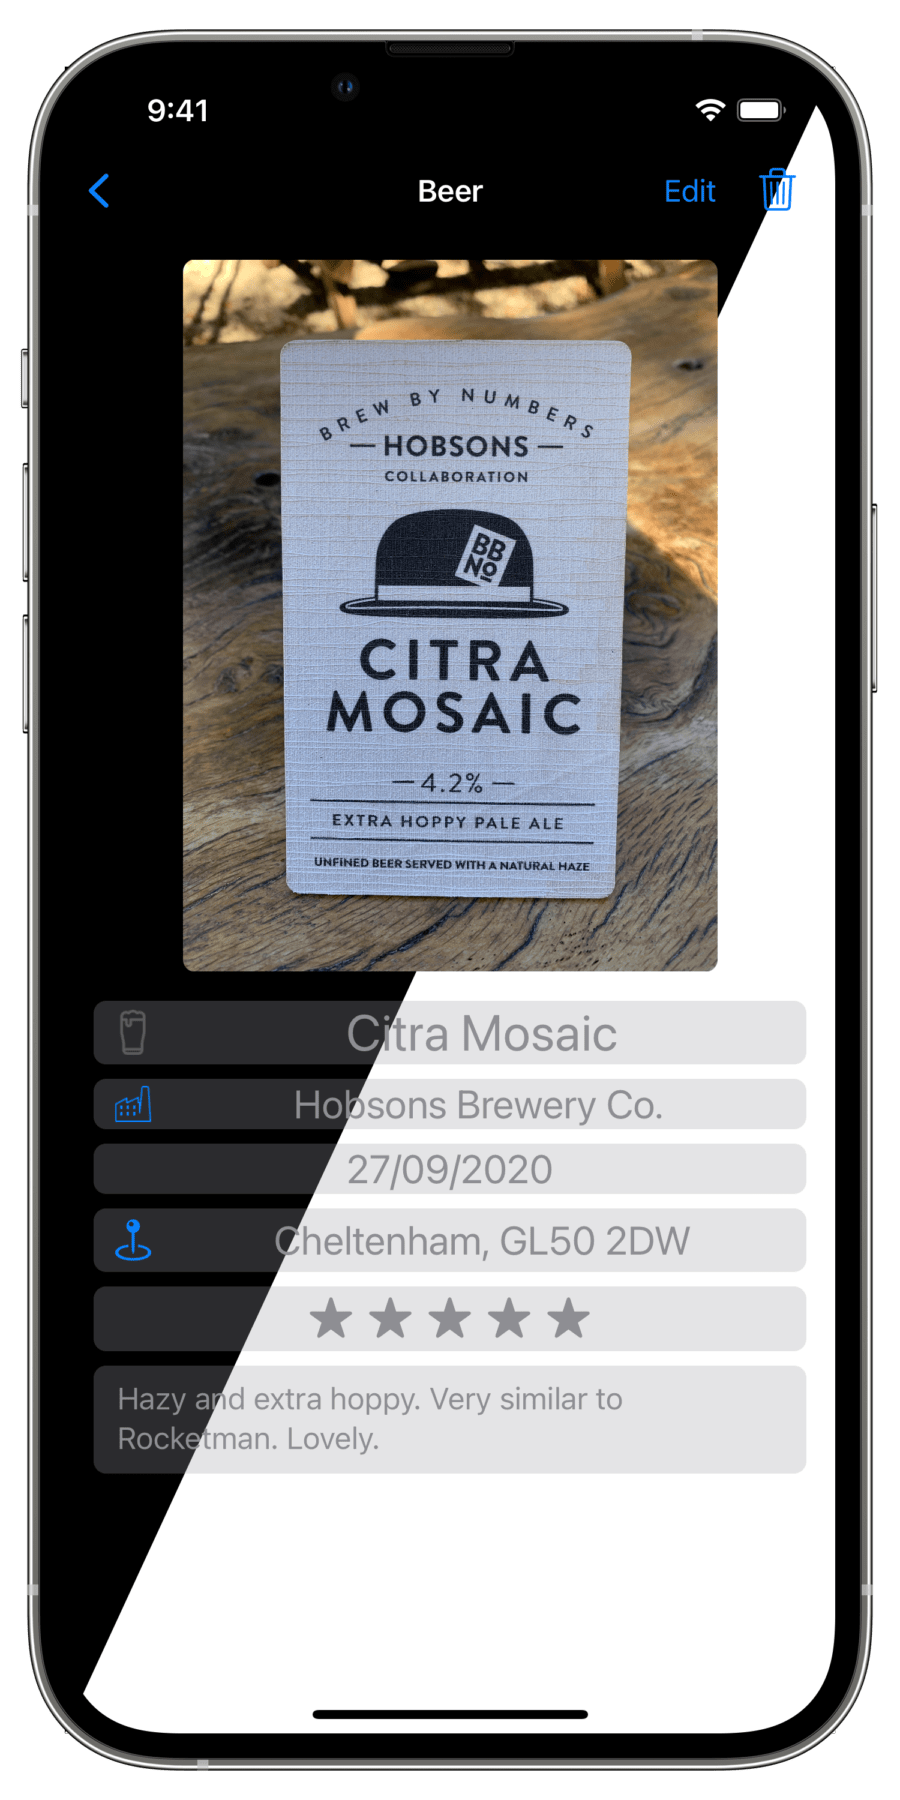 9:41
Beer
Edit
BREW BY NUMBERS
— HOBSONS —
COLLABORATION
BB
NO
CITRA
MOSAIC
— 4.2% —
EXTRA HOPPY PALE ALE
UNFINED BEER SERVED WITH A NATURAL HAZE
Citra Mosaic
Hobsons Brewery Co.
27/09/2020
Cheltenham, GL50 2DW
Hazy and extra hoppy. Very similar to
Rocketman. Lovely.